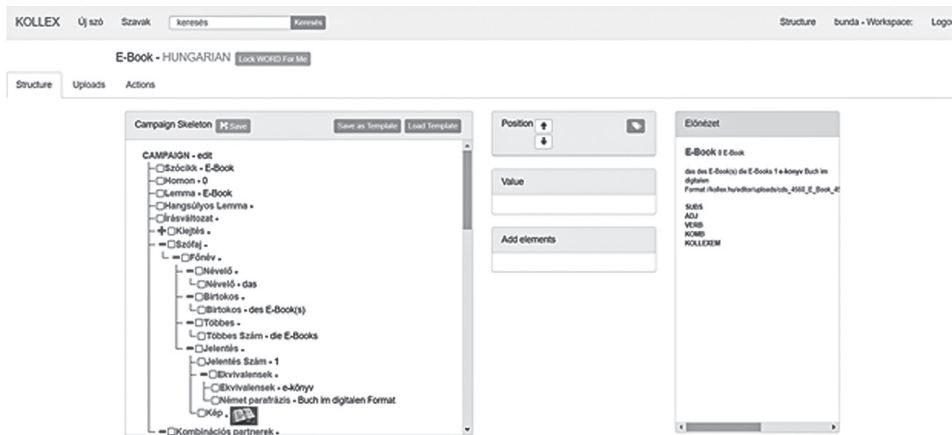 KOLLEX Új szó Szavak keresés Keresés Structure bunda - Workspace: Logo
E-Book - HUNGARIAN Lock WORD For Me
Structure Uploads Actions
Campaign Skeleton Save Save as Template Load Template
CAMPAIGN - edit
Szócikk - E-Book
Homon - 0
Lemma - E-Book
Hangsúlyos Lemma -
Írásváltozat -
Kiejtés -
Szófaj -
Főnév -
Névelő -
Névelő - das
Birtokos -
Birtokos - des E-Book(s)
Többes -
Többes Szám - die E-Books
Jelentés -
Jelentés Szám - 1
Ekvivalensek -
Ekvivalensek - e-könyv
Német parafrázis - Buch im digitalen Format
Kép -
Kombinációs partnerek -
Position
Value
Add elements
Előnézet
E-Book 0 E-Book
das des E-Book(s) die E-Books 1 e-könyv Buch im
digitalen
Format //kollex.hu/editor/uploads/cds_4560_E_Book_45
SUBS
ADJ
VERB
KOMB
KOLLEXEM